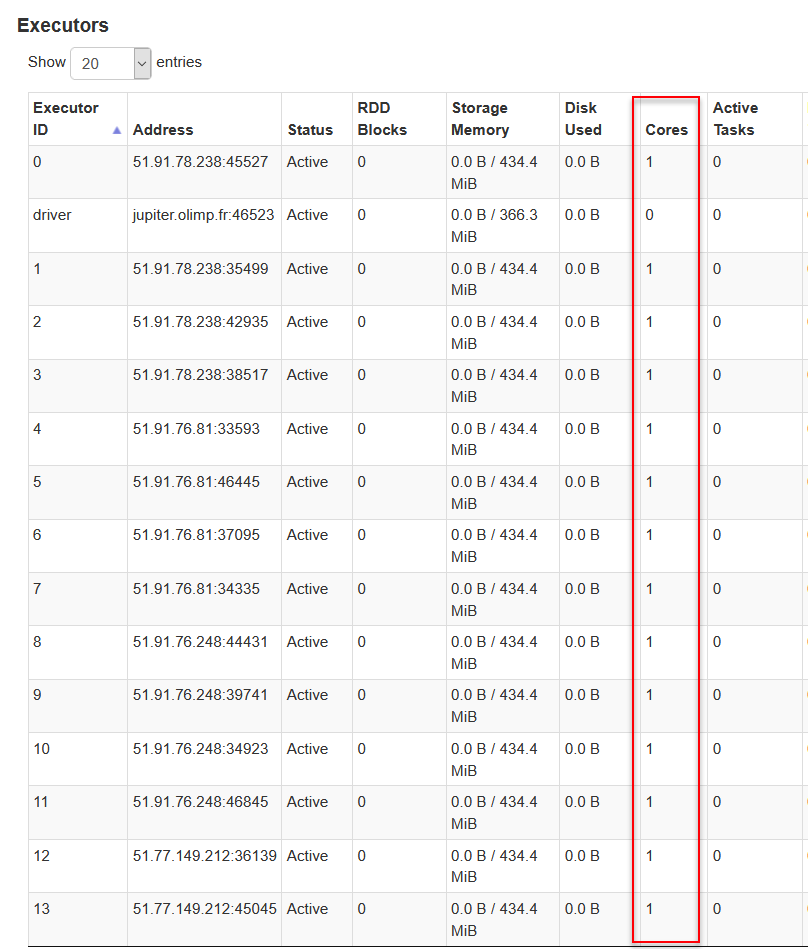 Executors
Show 20 entries
Executor ID Address Status RDD Blocks Storage Memory Disk Used Cores Active Tasks
0 51.91.78.238:45527 Active 0 0.0 B / 434.4 MiB 0.0 B 1 0
driver jupiter.olimp.fr:46523 Active 0 0.0 B / 366.3 MiB 0.0 B 0 0
1 51.91.78.238:35499 Active 0 0.0 B / 434.4 MiB 0.0 B 1 0
2 51.91.78.238:42935 Active 0 0.0 B / 434.4 MiB 0.0 B 1 0
3 51.91.78.238:38517 Active 0 0.0 B / 434.4 MiB 0.0 B 1 0
4 51.91.76.81:33593 Active 0 0.0 B / 434.4 MiB 0.0 B 1 0
5 51.91.76.81:46445 Active 0 0.0 B / 434.4 MiB 0.0 B 1 0
6 51.91.76.81:37095 Active 0 0.0 B / 434.4 MiB 0.0 B 1 0
7 51.91.76.81:34335 Active 0 0.0 B / 434.4 MiB 0.0 B 1 0
8 51.91.76.248:44431 Active 0 0.0 B / 434.4 MiB 0.0 B 1 0
9 51.91.76.248:39741 Active 0 0.0 B / 434.4 MiB 0.0 B 1 0
10 51.91.76.248:34923 Active 0 0.0 B / 434.4 MiB 0.0 B 1 0
11 51.91.76.248:46845 Active 0 0.0 B / 434.4 MiB 0.0 B 1 0
12 51.77.149.212:36139 Active 0 0.0 B / 434.4 MiB 0.0 B 1 0
13 51.77.149.212:45045 Active 0 0.0 B / 434.4 MiB 0.0 B 1 0